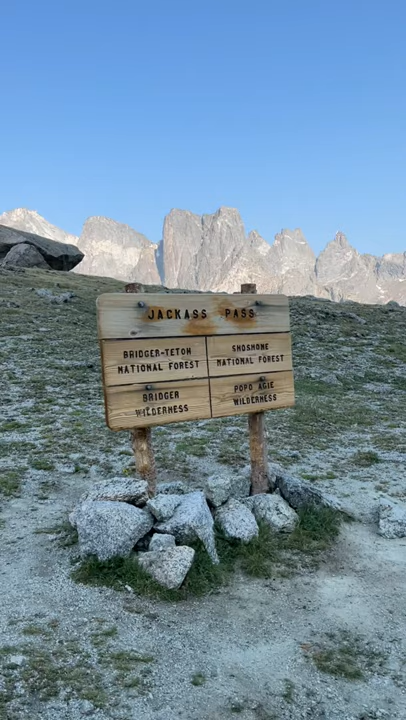 JACKASS PASS
BRIDGER-TETON
NATIONAL FOREST
SHOSHONE
NATIONAL FOREST
BRIDGER
WILDERNESS
POPO AGIE
WILDERNESS